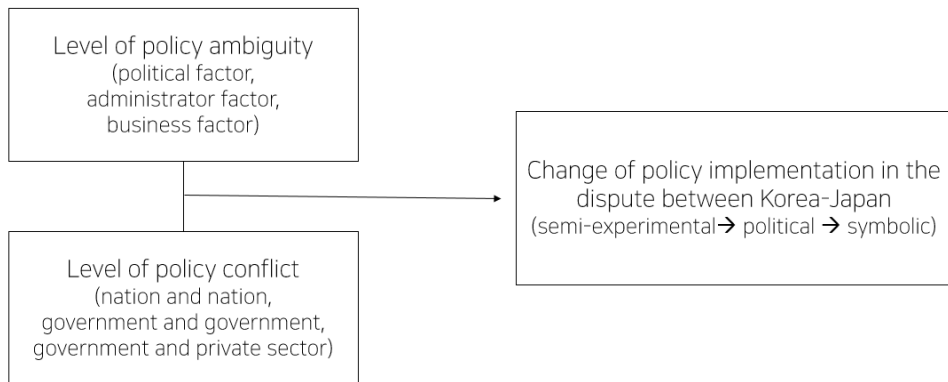 Level of policy ambiguity
(political factor,
administrator factor,
business factor)
Change of policy implementation in the
dispute between Korea-Japan
(semi-experimental→ political → symbolic)
Level of policy conflict
(nation and nation,
government and government,
government and private sector)